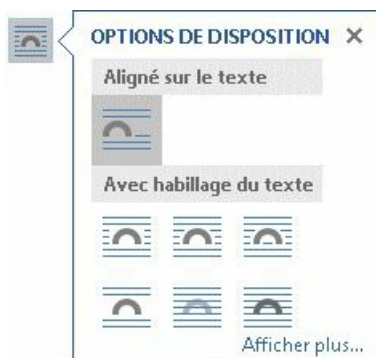 OPTIONS DE DISPOSITION
Aligné sur le texte
Avec habillage du texte
Afficher plus...